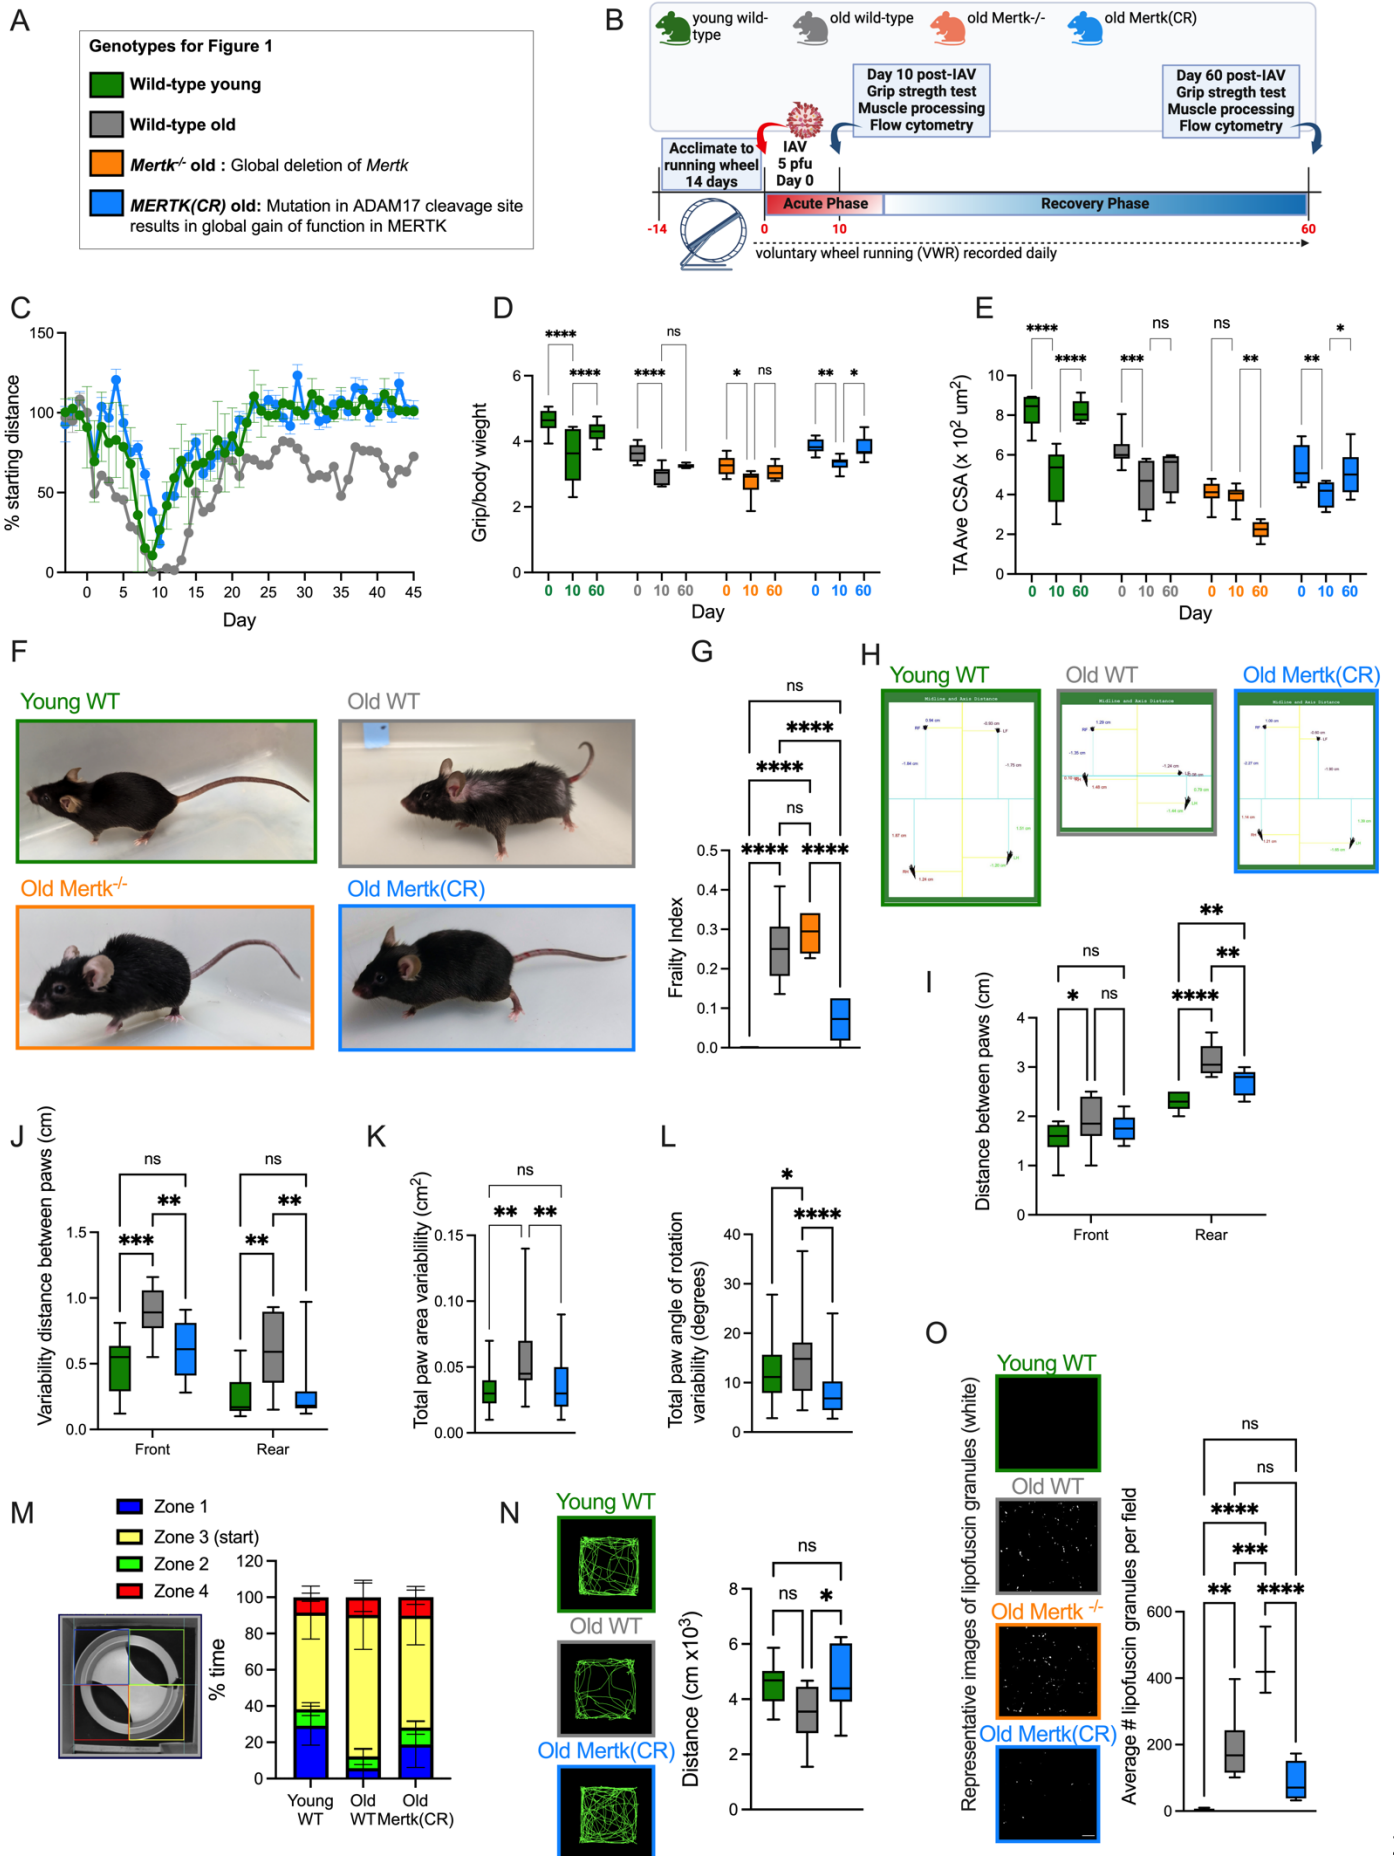 A
Genotypes for Figure 1
Wild-type young
Wild-type old
Mertk-/- old : Global deletion of Mertk
MERTK(CR) old: Mutation in ADAM17 cleavage site
results in global gain of function in MERTK
B
young wild-
type
old wild-type
old Mertk-/-
old Mertk(CR)
Day 10 post-IAV
Grip stregth test
Muscle processing
Flow cytometry
Day 60 post-IAV
Grip stregth test
Muscle processing
Flow cytometry
Acclimate to
running wheel
14 days
IAV
5 pfu
Day 0
Acute Phase
Recovery Phase
-14
0
10
60
voluntary wheel running (VWR) recorded daily
C
% starting distance
150
100
50
0
0 5 10 15 20 25 30 35 40 45
Day
D
**** **** **** ns * ns ** *
Grip/body wieght
6
4
2
0
0 10 60 0 10 60 0 10 60 0 10 60
Day
E
**** **** *** ns ns ** ** *
TA Ave CSA (x 10² um²)
10
8
6
4
2
0
0 10 60 0 10 60 0 10 60 0 10 60
Day
F
Young WT
Old WT
Old Mertk-/-
Old Mertk(CR)
G
ns
****
****
ns
**** ****
Frailty Index
0.5
0.4
0.3
0.2
0.1
0.0
H
Young WT
Old WT
Old Mertk(CR)
Midline and Axis Distance
Midline and Axis Distance
Midline and Axis Distance
I
ns
* ns
**
**
****
Distance between paws (cm)
4
3
2
1
0
Front Rear
J
ns
**
***
ns
**
**
Variability distance between paws (cm)
1.5
1.0
0.5
0.0
Front Rear
K
ns
** **
Total paw area variablility (cm²)
0.15
0.10
0.05
0.00
L
*
****
Total paw angle of rotation
variability (degrees)
40
30
20
10
0
M
Zone 1
Zone 3 (start)
Zone 2
Zone 4
% time
120
100
80
60
40
20
0
Young
WT
Old
WT
Old
Mertk(CR)
N
Young WT
Old WT
Old Mertk(CR)
ns
ns *
Distance (cm x10³)
8
6
4
2
0
O
Representative images of lipofuscin granules (white)
Young WT
Old WT
Old Mertk -/-
Old Mertk(CR)
ns
ns
****
***
** ****
Average # lipofuscin granules per field
600
400
200
0